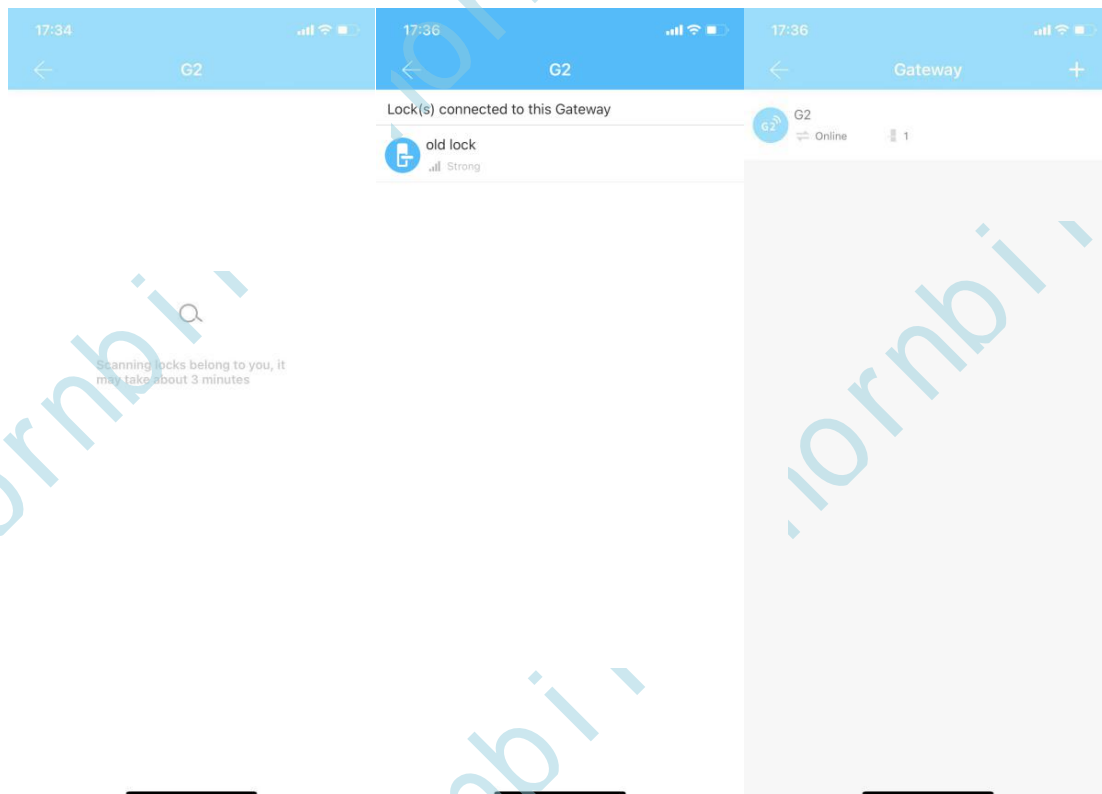 17:34
G2
Scanning locks belong to you, it
may take about 3 minutes
17:36
G2
Lock(s) connected to this Gateway
old lock
Strong
17:36
Gateway
+
G2
G2
Online
1